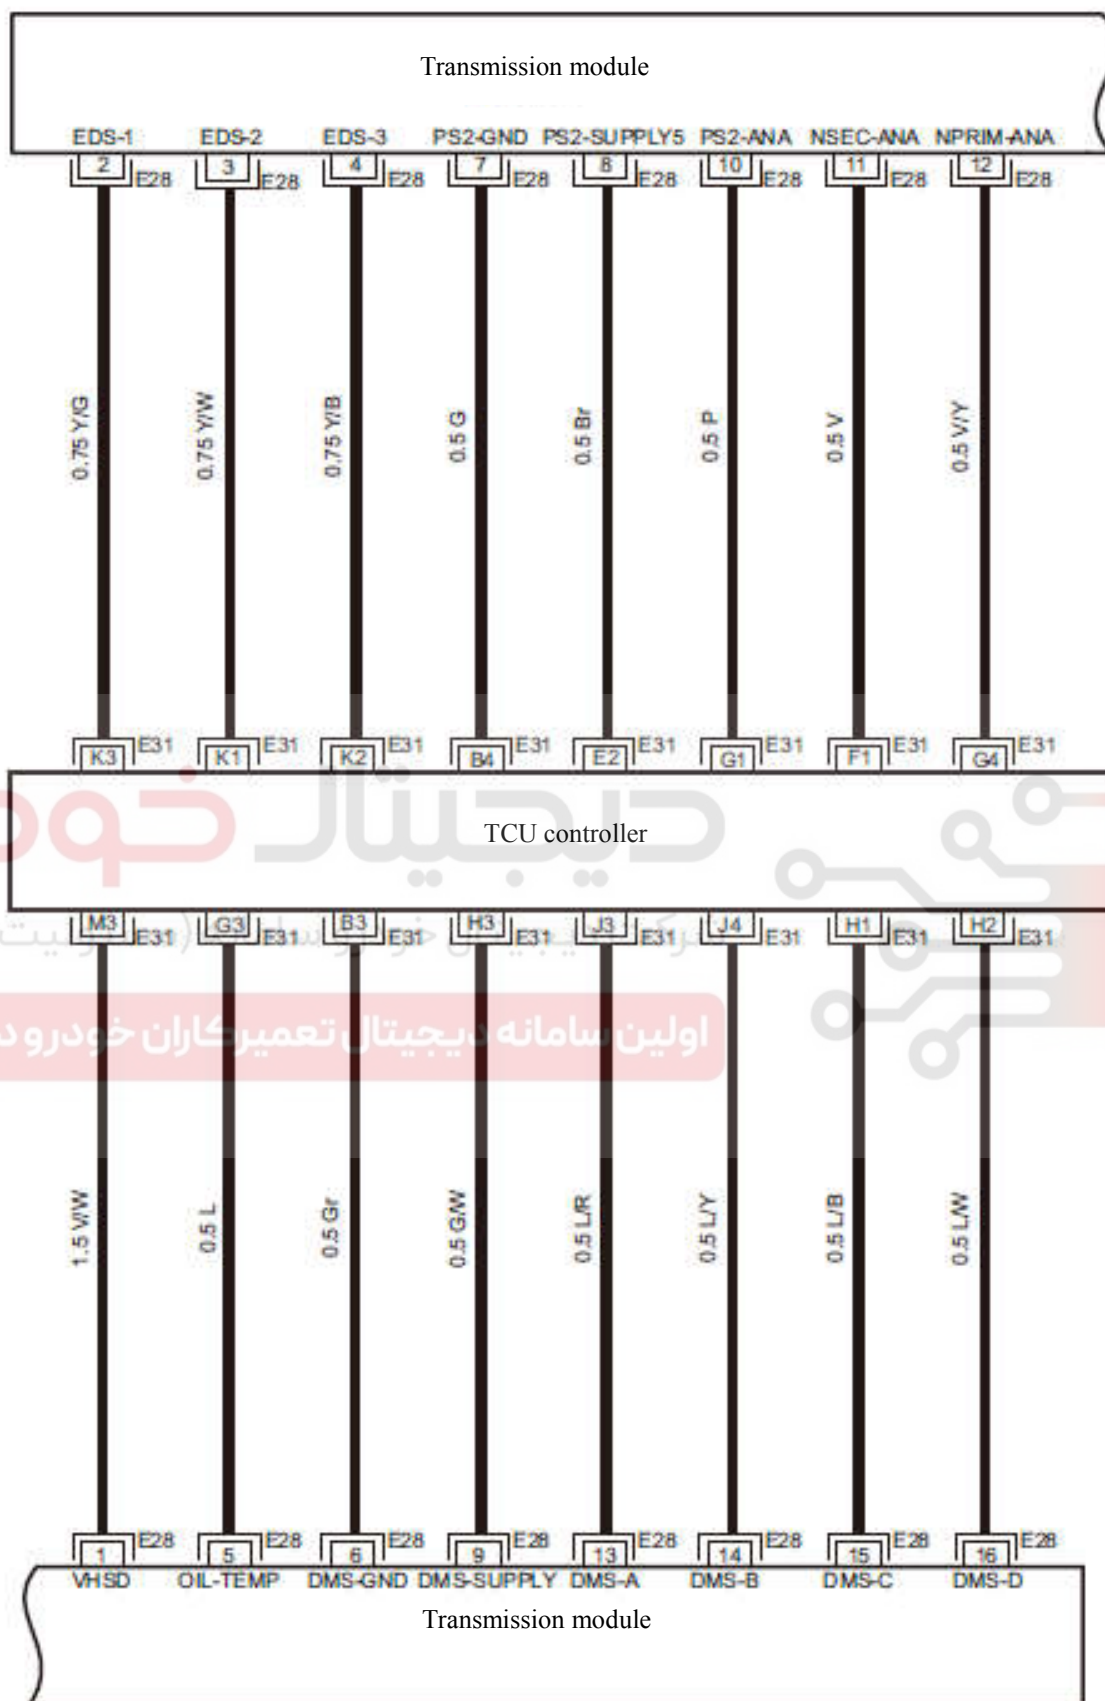 Transmission module
EDS-1 EDS-2 EDS-3 PS2-GND PS2-SUPPLY5 PS2-ANA NSEC-ANA NPRIM-ANA
2 E28 3 E28 4 E28 7 E28 8 E28 10 E28 11 E28 12 E28
0.75 Y/G 0.75 Y/W 0.75 Y/B 0.5 G 0.5 Br 0.5 P 0.5 V 0.5 V/Y
K3 E31 K1 E31 K2 E31 B4 E31 E2 E31 G1 E31 F1 E31 G4 E31
دیجیتال خودرو
TCU controller
M3 E31 G3 E31 B3 E31 H3 E31 J3 E31 J4 E31 H1 E31 H2 E31
شرکت دیجیتال خودرو سامانه
اولین سامانه دیجیتال تعمیرکاران خودرو
1.5 V/W 0.5 L 0.5 Gr 0.5 G/W 0.5 L/R 0.5 L/Y 0.5 L/B 0.5 L/W
1 E28 5 E28 6 E28 9 E28 13 E28 14 E28 15 E28 16 E28
VHSD OIL-TEMP DMS-GND DMS-SUPPLY DMS-A DMS-B DMS-C DMS-D
Transmission module